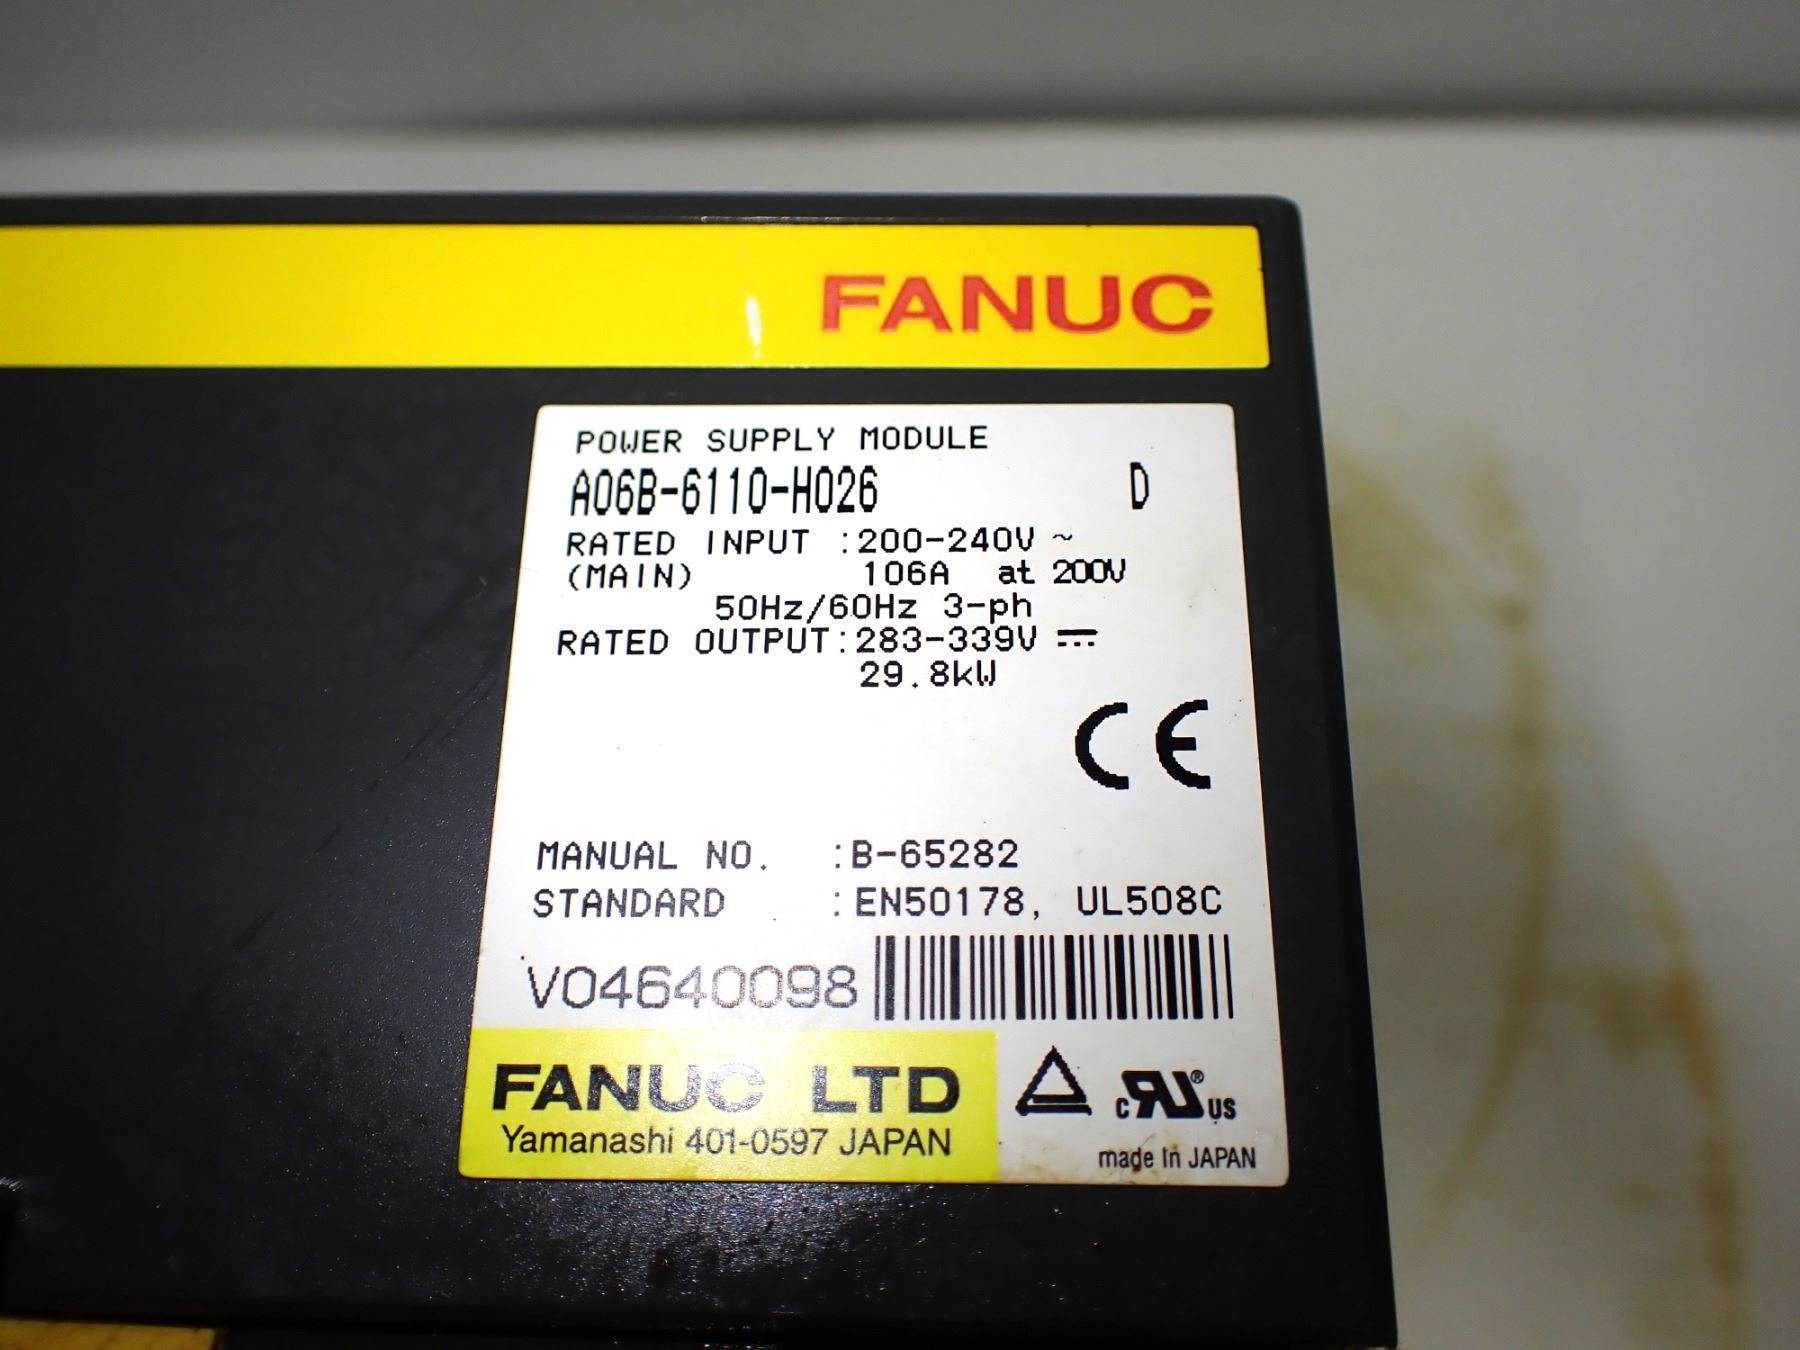 FANUC
POWER SUPPLY MODULE
A06B-6110-H026 D
RATED INPUT :200-240V ~
(MAIN) 106A at 200V
50Hz/60Hz 3-ph
RATED OUTPUT:283-339V ⎓
29.8kW
CE
MANUAL NO. :B-65282
STANDARD :EN50178, UL508C
V04640098
FANUC LTD
Yamanashi 401-0597 JAPAN
c RU ® US
made in JAPAN